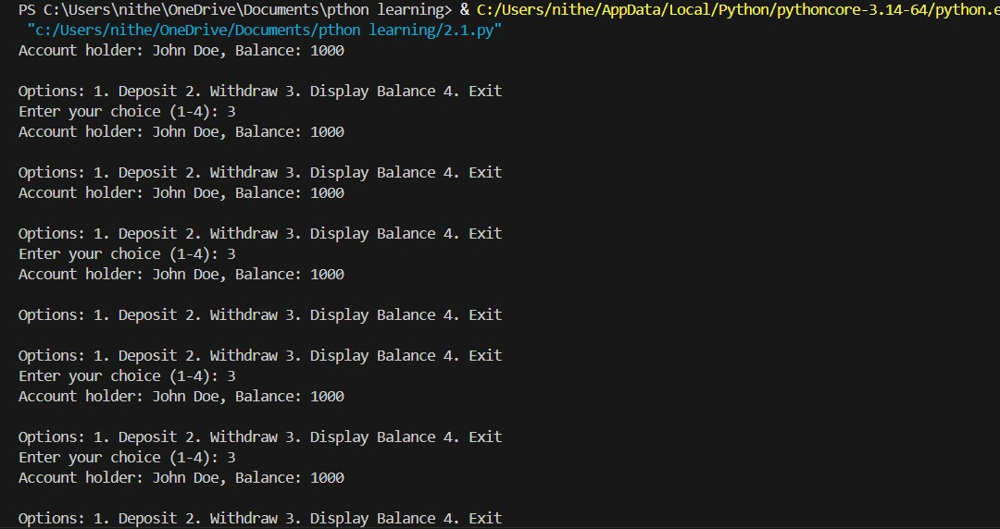 PS C:\Users\nithe\OneDrive\Documents\pthon learning> & C:/Users/nithe/AppData/Local/Python/pythoncore-3.14-64/python.e
"c:/Users/nithe/OneDrive/Documents/pthon learning/2.1.py"
Account holder: John Doe, Balance: 1000
Options: 1. Deposit 2. Withdraw 3. Display Balance 4. Exit
Enter your choice (1-4): 3
Account holder: John Doe, Balance: 1000
Options: 1. Deposit 2. Withdraw 3. Display Balance 4. Exit
Account holder: John Doe, Balance: 1000
Options: 1. Deposit 2. Withdraw 3. Display Balance 4. Exit
Enter your choice (1-4): 3
Account holder: John Doe, Balance: 1000
Options: 1. Deposit 2. Withdraw 3. Display Balance 4. Exit
Options: 1. Deposit 2. Withdraw 3. Display Balance 4. Exit
Enter your choice (1-4): 3
Account holder: John Doe, Balance: 1000
Options: 1. Deposit 2. Withdraw 3. Display Balance 4. Exit
Enter your choice (1-4): 3
Account holder: John Doe, Balance: 1000
Options: 1. Deposit 2. Withdraw 3. Display Balance 4. Exit